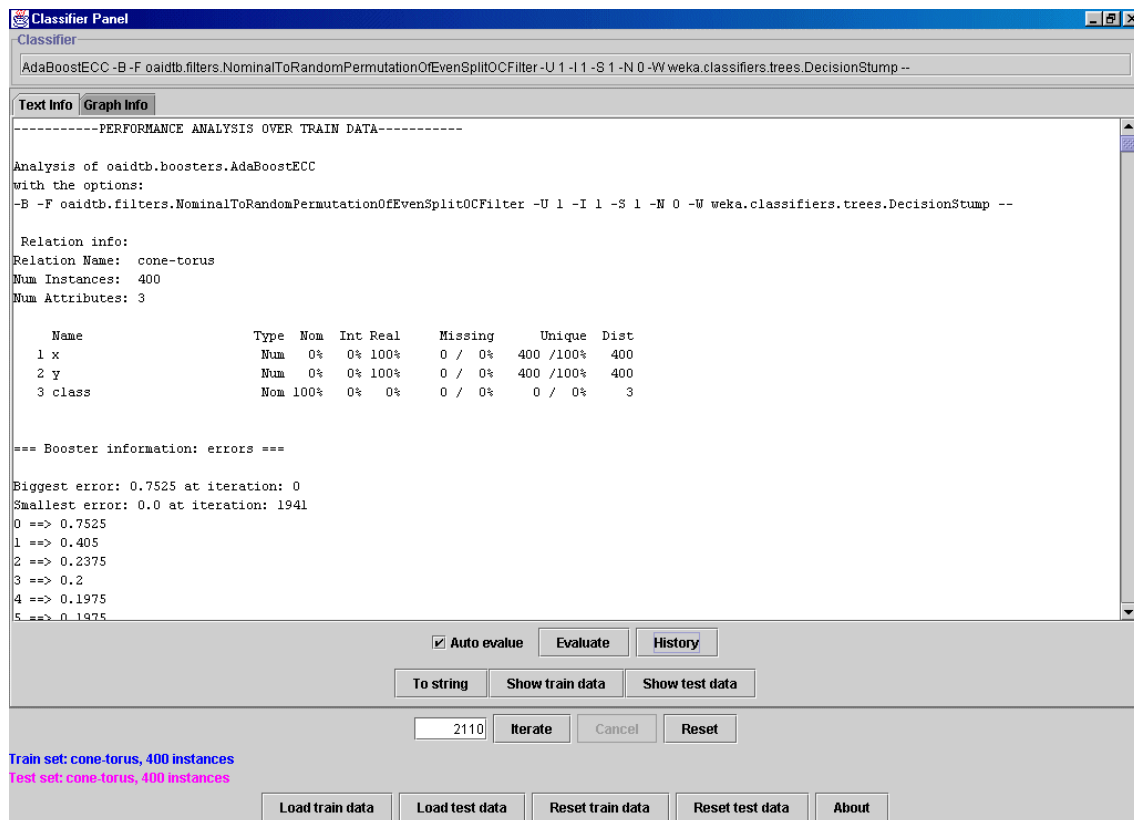 Classifier Panel
Classifier
AdaBoostECC -B -F oaidtb.filters.NominalToRandomPermutationOfEvenSplitOCFilter -U 1 -I 1 -S 1 -N 0 -W weka.classifiers.trees.DecisionStump --
Text Info Graph Info
-----------PERFORMANCE ANALYSIS OVER TRAIN DATA-----------
Analysis of oaidtb.boosters.AdaBoostECC
with the options:
-B -F oaidtb.filters.NominalToRandomPermutationOfEvenSplitOCFilter -U 1 -I 1 -S 1 -N 0 -W weka.classifiers.trees.DecisionStump --
Relation info:
Relation Name: cone-torus
Num Instances: 400
Num Attributes: 3
Name Type Nom Int Real Missing Unique Dist
1 x Num 0% 0% 100% 0 / 0% 400 /100% 400
2 y Num 0% 0% 100% 0 / 0% 400 /100% 400
3 class Nom 100% 0% 0% 0 / 0% 0 / 0% 3
=== Booster information: errors ===
Biggest error: 0.7525 at iteration: 0
Smallest error: 0.0 at iteration: 1941
0 ==> 0.7525
1 ==> 0.405
2 ==> 0.2375
3 ==> 0.2
4 ==> 0.1975
5 ==> 0.1975
Auto evalue Evaluate History
To string Show train data Show test data
2110 Iterate Cancel Reset
Train set: cone-torus, 400 instances
Test set: cone-torus, 400 instances
Load train data Load test data Reset train data Reset test data About